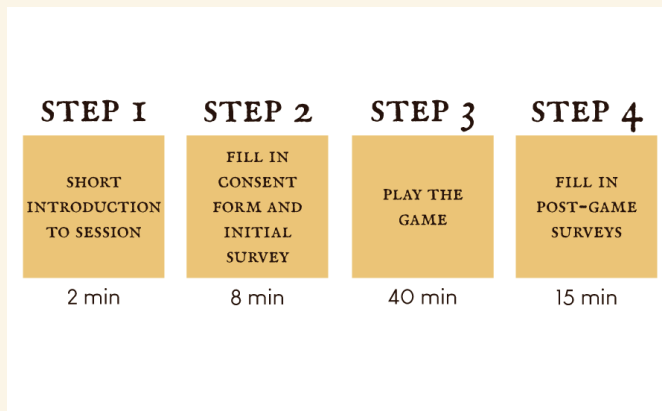 STEP 1
SHORT
INTRODUCTION
TO SESSION
2 min
STEP 2
FILL IN
CONSENT
FORM AND
INITIAL
SURVEY
8 min
STEP 3
PLAY THE
GAME
40 min
STEP 4
FILL IN
POST-GAME
SURVEYS
15 min